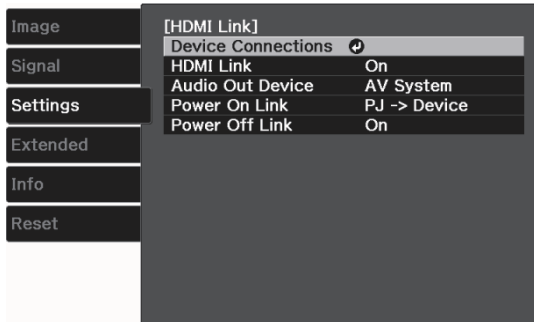 Image
Signal
Settings
Extended
Info
Reset
[HDMI Link]
Device Connections
HDMI Link On
Audio Out Device AV System
Power On Link PJ -> Device
Power Off Link On